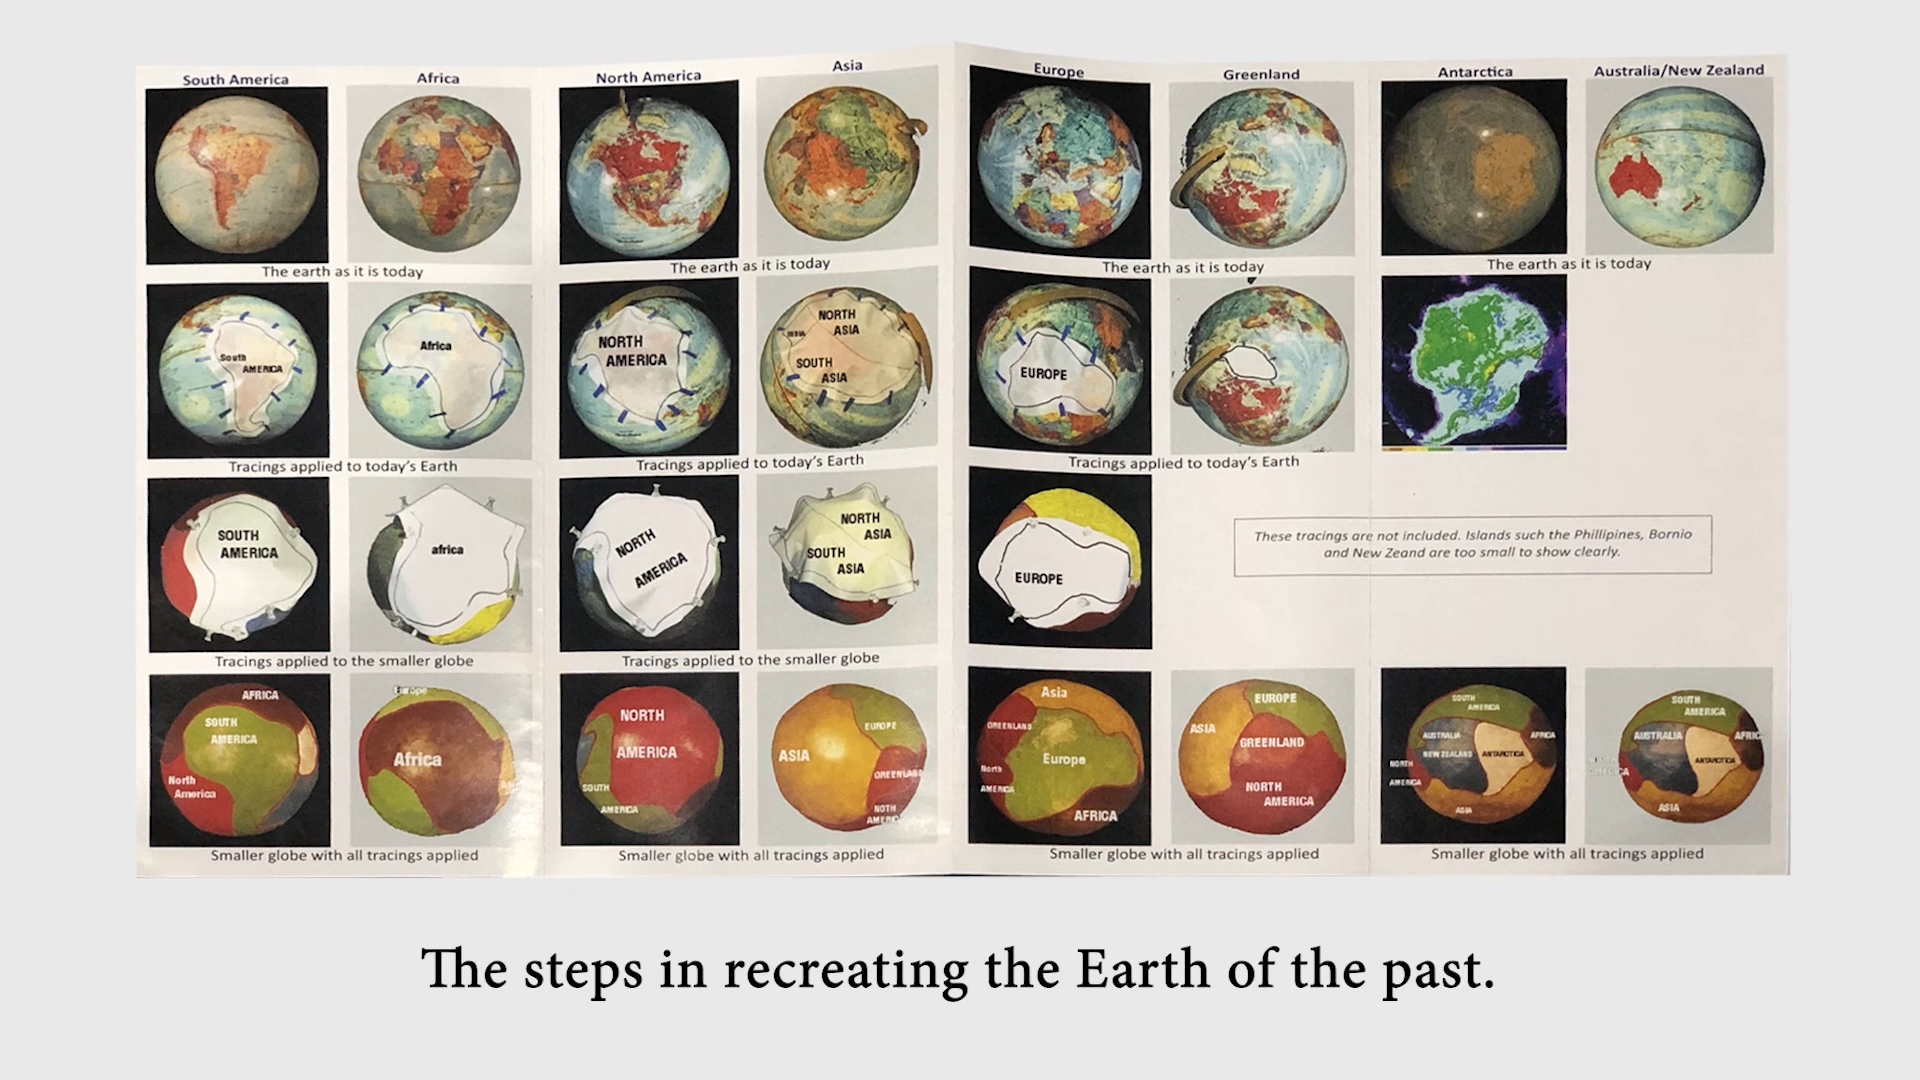 South America
Africa
North America
Asia
Europe
Greenland
Antarctica
Australia/New Zealand
The earth as it is today
The earth as it is today
The earth as it is today
The earth as it is today
South
AMERICA
Africa
NORTH
AMERICA
NORTH
ASIA
INDIA
SOUTH
ASIA
EUROPE
Tracings applied to today's Earth
Tracings applied to today's Earth
Tracings applied to today's Earth
SOUTH
AMERICA
africa
NORTH
AMERICA
NORTH
ASIA
SOUTH
ASIA
EUROPE
These tracings are not included. Islands such the Phillipines, Bornio
and New Zeand are too small to show clearly.
Tracings applied to the smaller globe
Tracings applied to the smaller globe
AFRICA
SOUTH
AMERICA
North
America
Europe
Africa
NORTH
AMERICA
SOUTH
AMERICA
ASIA
EUROPE
GREENLAND
NOTH
Asia
GREENLAND
Europe
North
AMERICA
AFRICA
EUROPE
ASIA
GREENLAND
NORTH
AMERICA
SOUTH
AMERICA
AUSTRALIA
AFRICA
NEW ZEALAND
ANTARCTICA
NORTH
AMERICA
ASIA
SOUTH
AMERICA
AUSTRALIA
AFRIC
ANTARCTICA
ASIA
Smaller globe with all tracings applied
Smaller globe with all tracings applied
Smaller globe with all tracings applied
Smaller globe with all tracings applied
The steps in recreating the Earth of the past.